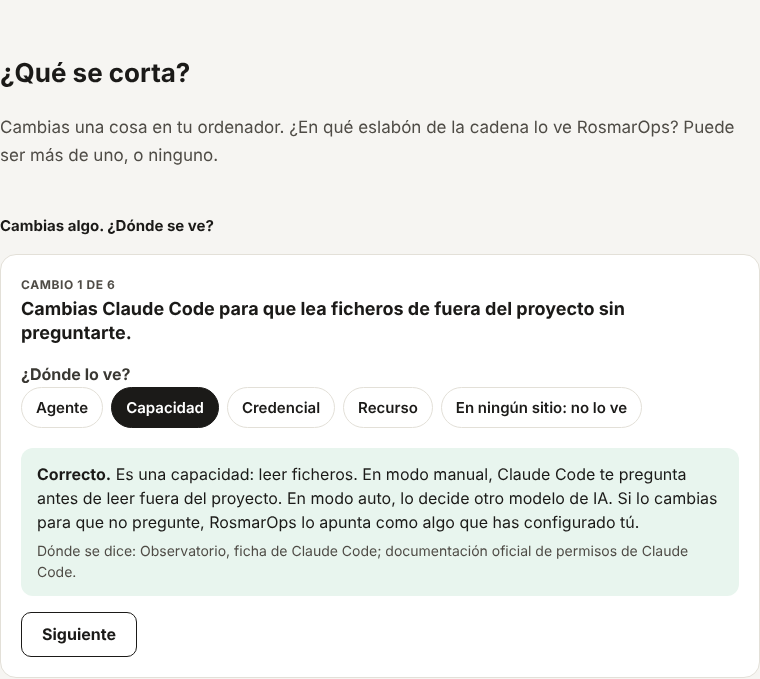 ¿Qué se corta?
Cambias una cosa en tu ordenador. ¿En qué eslabón de la cadena lo ve RosmarOps? Puede
ser más de uno, o ninguno.
Cambias algo. ¿Dónde se ve?
CAMBIO 1 DE 6
Cambias Claude Code para que lea ficheros de fuera del proyecto sin
preguntarte.
¿Dónde lo ve?
Agente Capacidad Credencial Recurso En ningún sitio: no lo ve
Correcto. Es una capacidad: leer ficheros. En modo manual, Claude Code te pregunta
antes de leer fuera del proyecto. En modo auto, lo decide otro modelo de IA. Si lo cambias
para que no pregunte, RosmarOps lo apunta como algo que has configurado tú.
Dónde se dice: Observatorio, ficha de Claude Code; documentación oficial de permisos de Claude
Code.
Siguiente